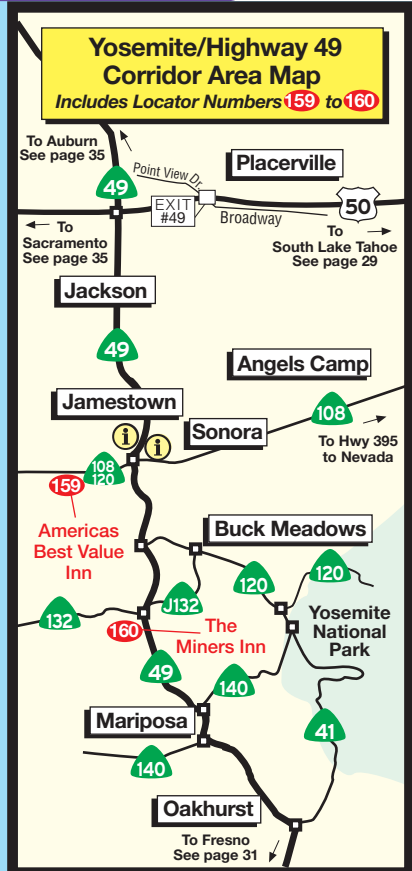 Yosemite/Highway 49
Corridor Area Map
Includes Locator Numbers 159 to 160
To Auburn
See page 35
Point View Dr.
Placerville
49
EXIT
#49
Broadway
50
To
Sacramento
See page 35
To
South Lake Tahoe
See page 29
Jackson
49
Angels Camp
Jamestown
108
i
i
Sonora
To Hwy 395
to Nevada
108
120
159
Americas
Best Value
Inn
Buck Meadows
120
120
J132
132
Yosemite
National
Park
160
The
Miners Inn
49
140
Mariposa
41
140
Oakhurst
To Fresno
See page 31